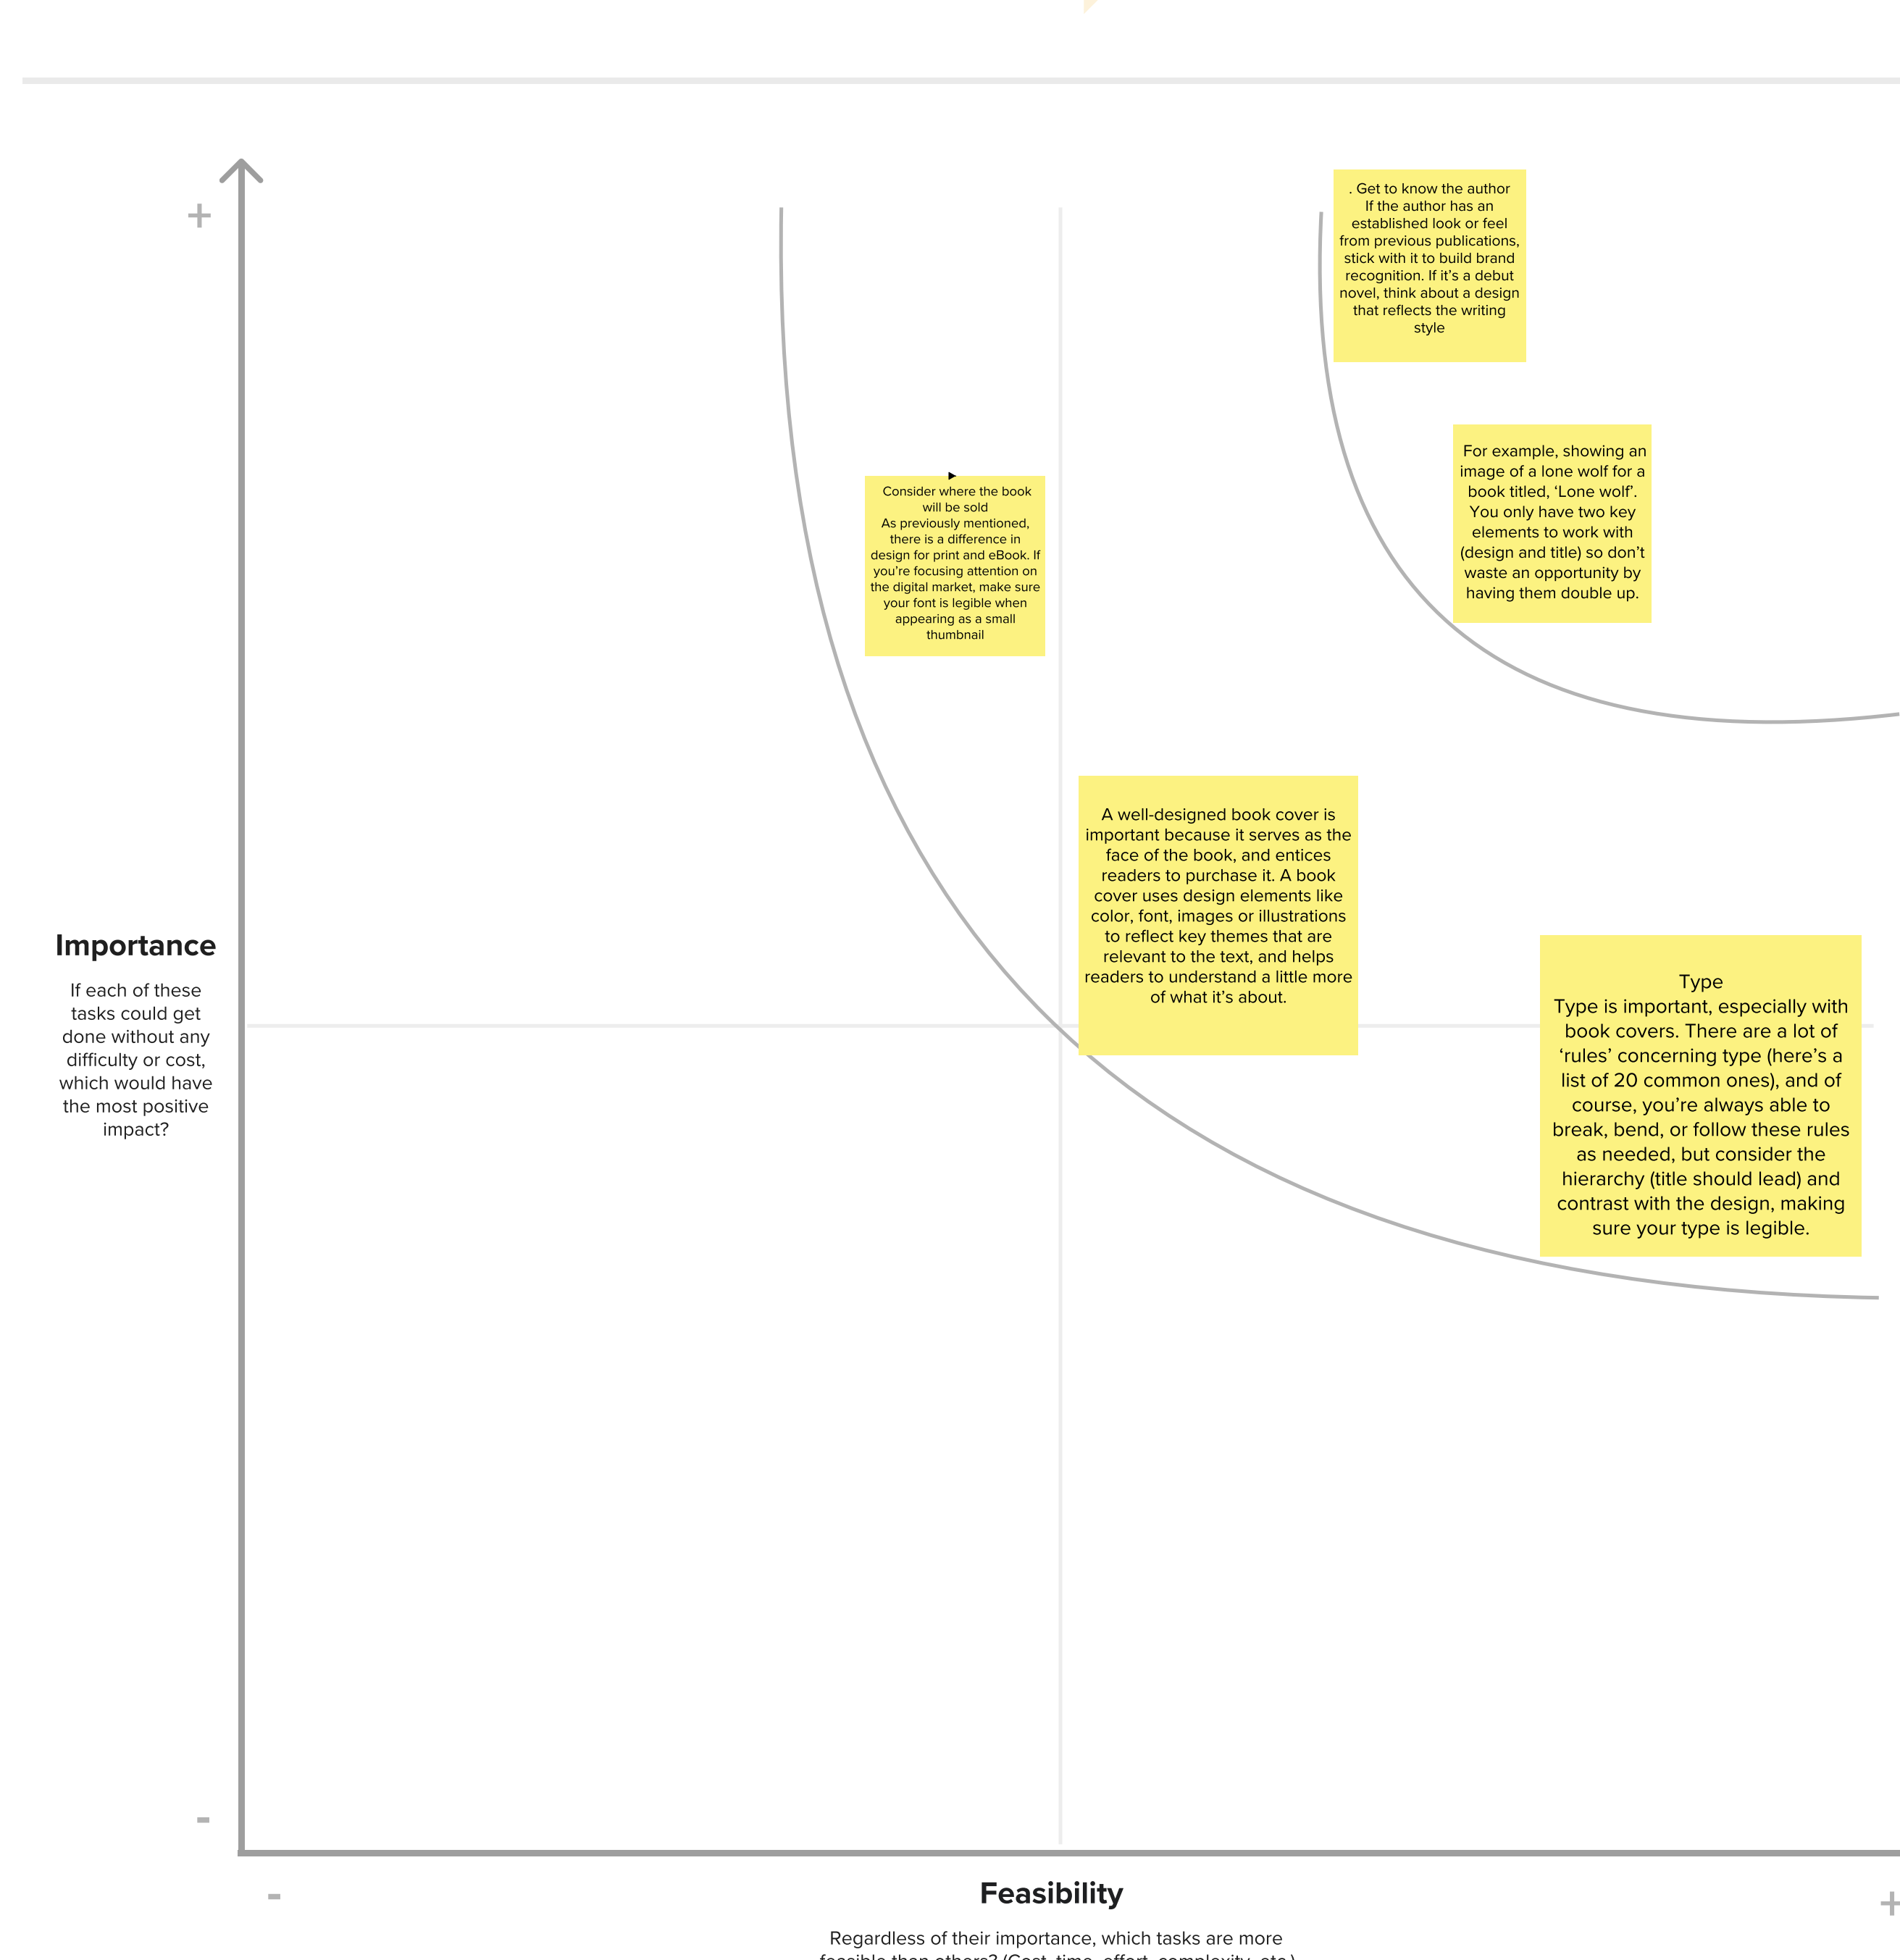 +
. Get to know the author
If the author has an
established look or feel
from previous publications,
stick with it to build brand
recognition. If it's a debut
novel, think about a design
that reflects the writing
style
For example, showing an
image of a lone wolf for a
book titled, ‘Lone wolf’.
You only have two key
elements to work with
(design and title) so don’t
waste an opportunity by
having them double up.
Consider where the book
will be sold
As previously mentioned,
there is a difference in
design for print and eBook. If
you’re focusing attention on
the digital market, make sure
your font is legible when
appearing as a small
thumbnail
A well-designed book cover is
important because it serves as the
face of the book, and entices
readers to purchase it. A book
cover uses design elements like
color, font, images or illustrations
to reflect key themes that are
relevant to the text, and helps
readers to understand a little more
of what it’s about.
Importance
If each of these
tasks could get
done without any
difficulty or cost,
which would have
the most positive
impact?
Type
Type is important, especially with
book covers. There are a lot of
‘rules’ concerning type (here’s a
list of 20 common ones), and of
course, you’re always able to
break, bend, or follow these rules
as needed, but consider the
hierarchy (title should lead) and
contrast with the design, making
sure your type is legible.
-
-
Feasibility
+
Regardless of their importance, which tasks are more
feasible than others? (Cost, time, effort, complexity, etc.)